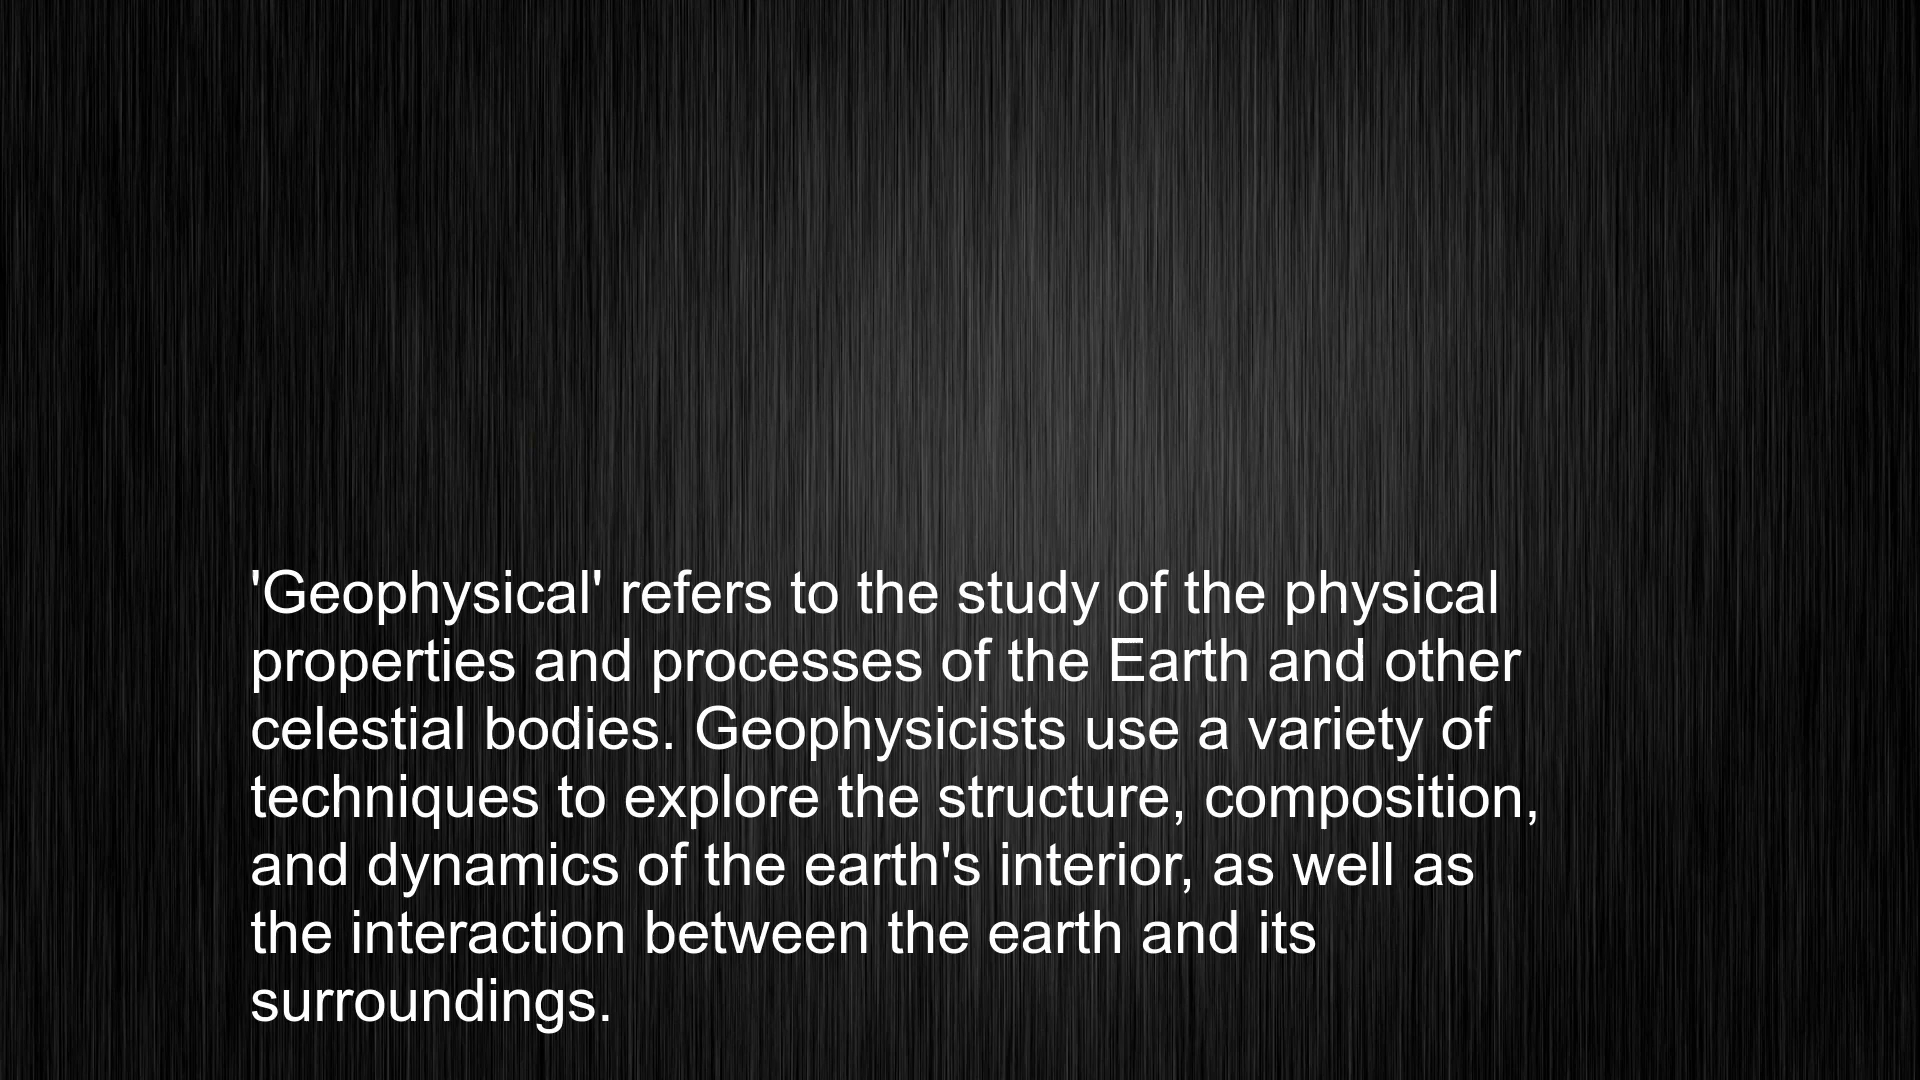 'Geophysical' refers to the study of the physical
properties and processes of the Earth and other
celestial bodies. Geophysicists use a variety of
techniques to explore the structure, composition,
and dynamics of the earth's interior, as well as
the interaction between the earth and its
surroundings.